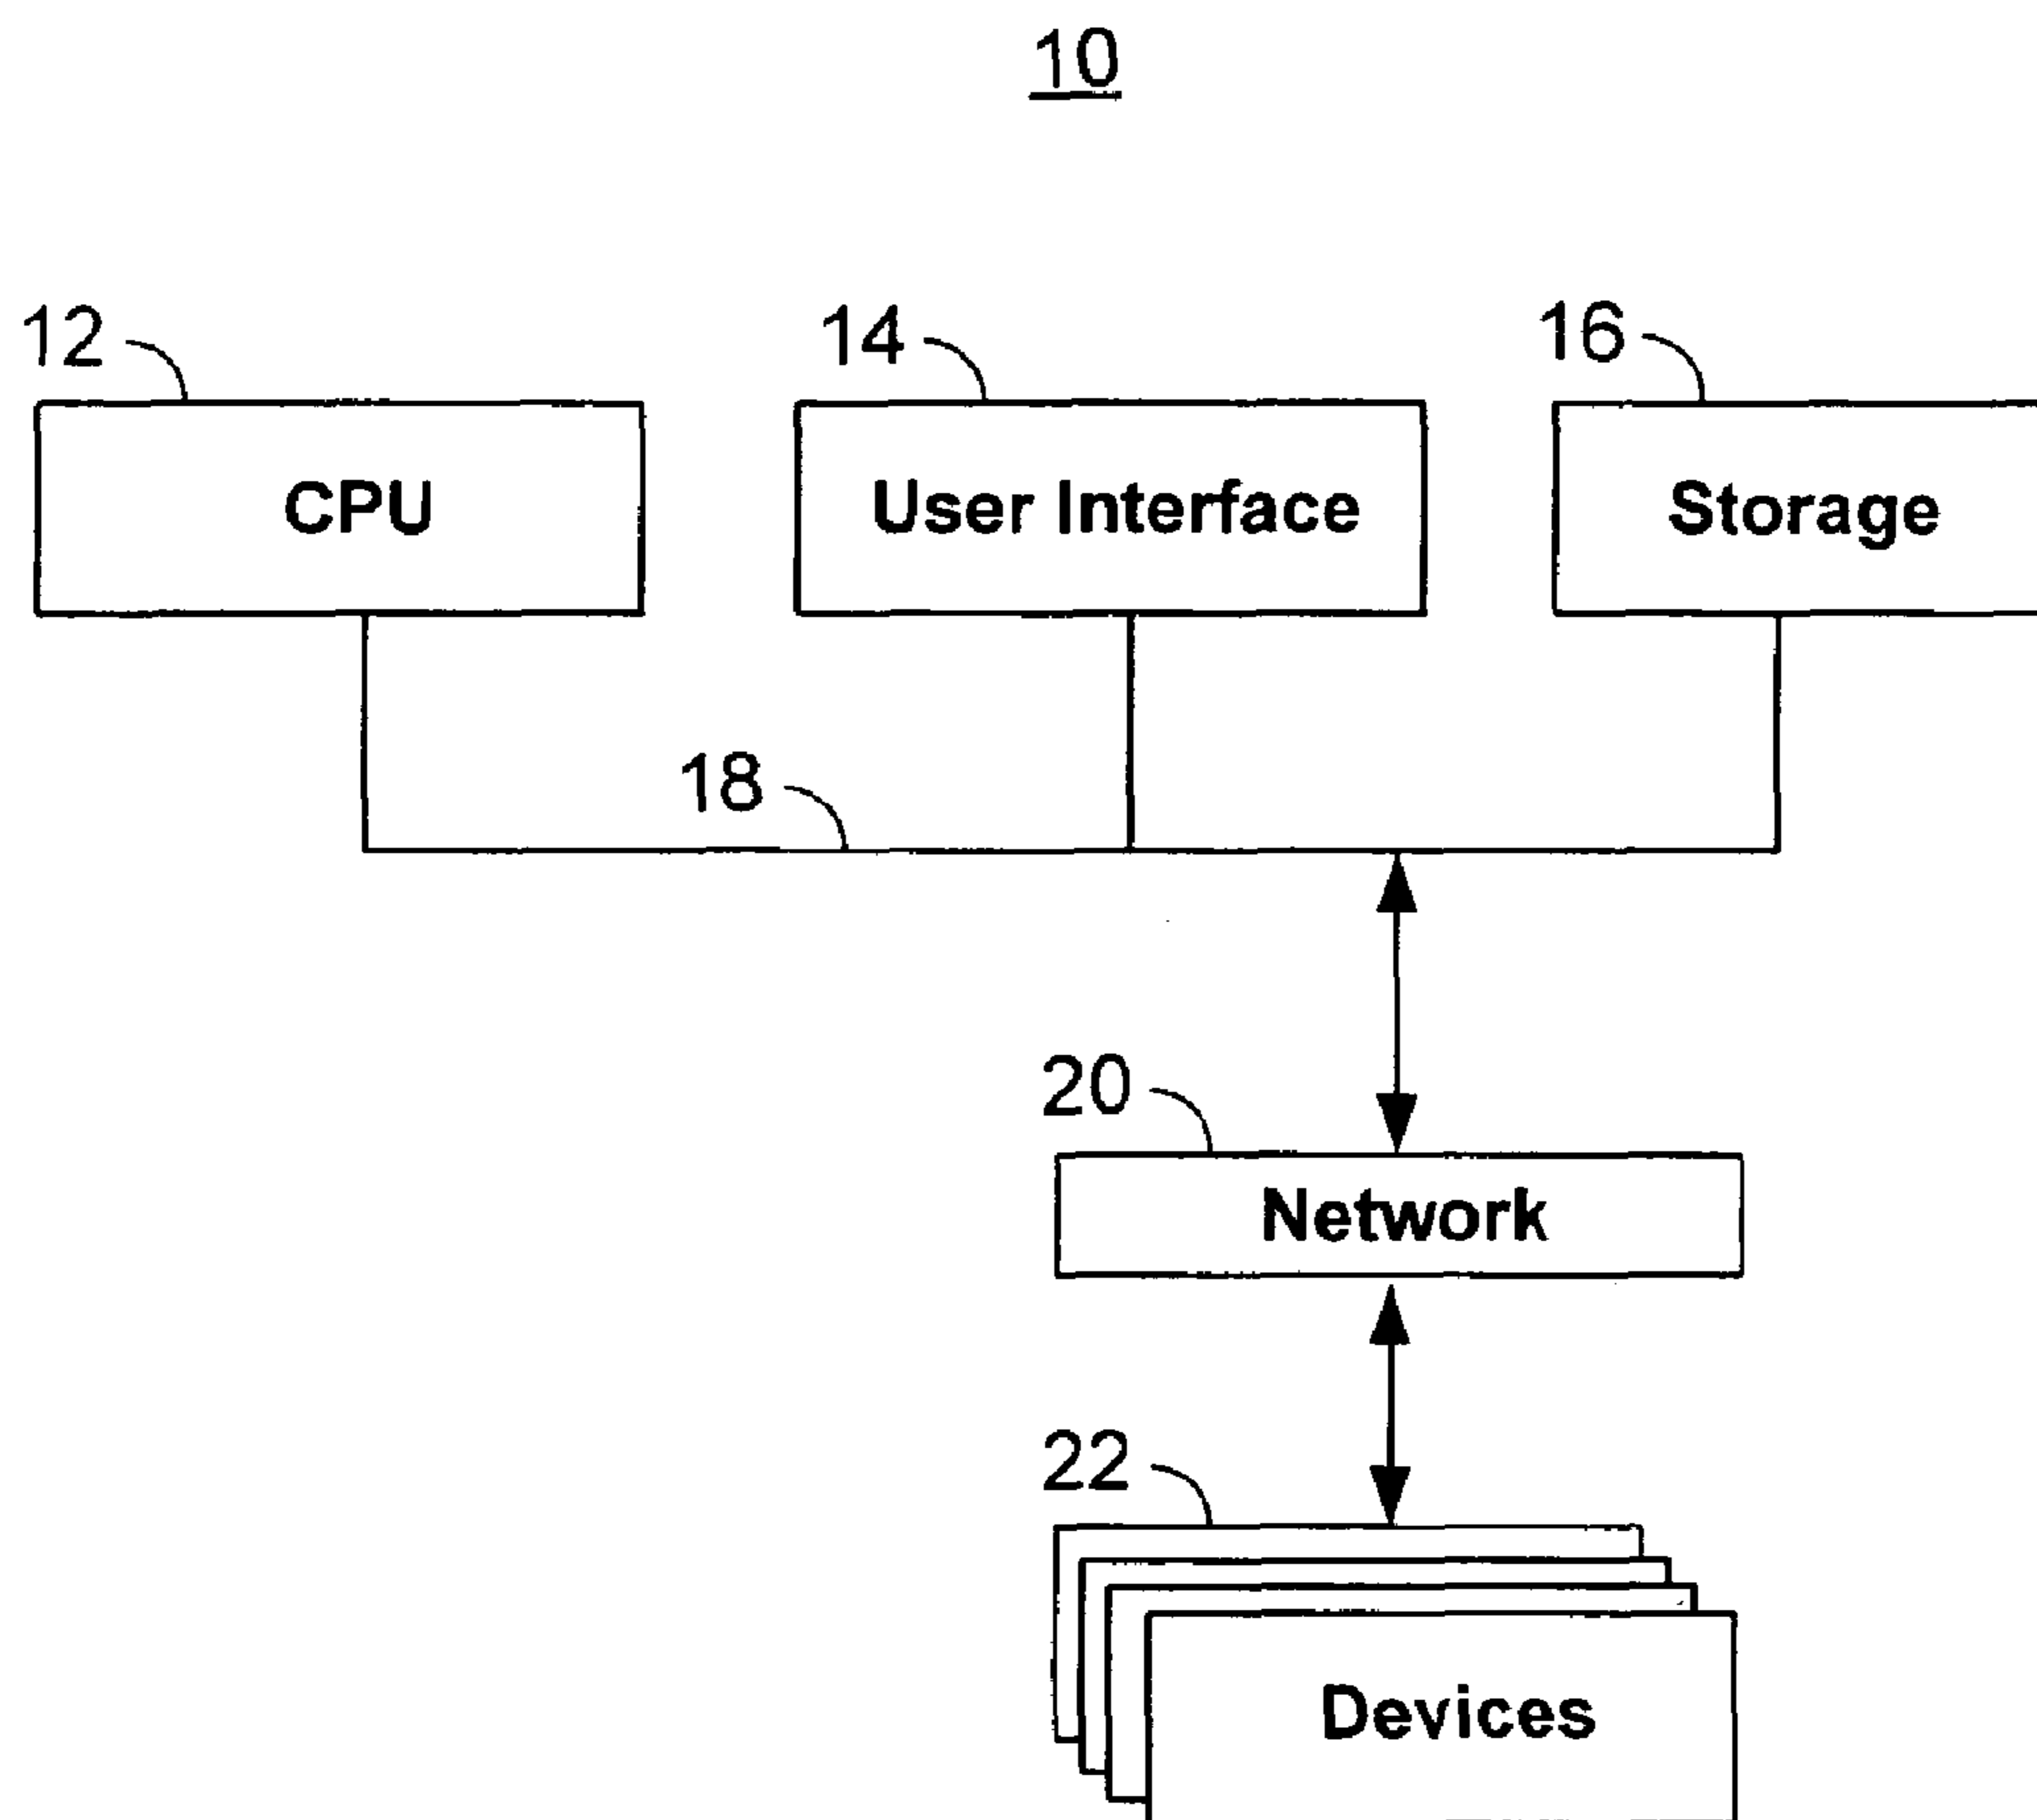 10
12
14
16
CPU
User Interface
Storage
18
20
Network
22
Devices